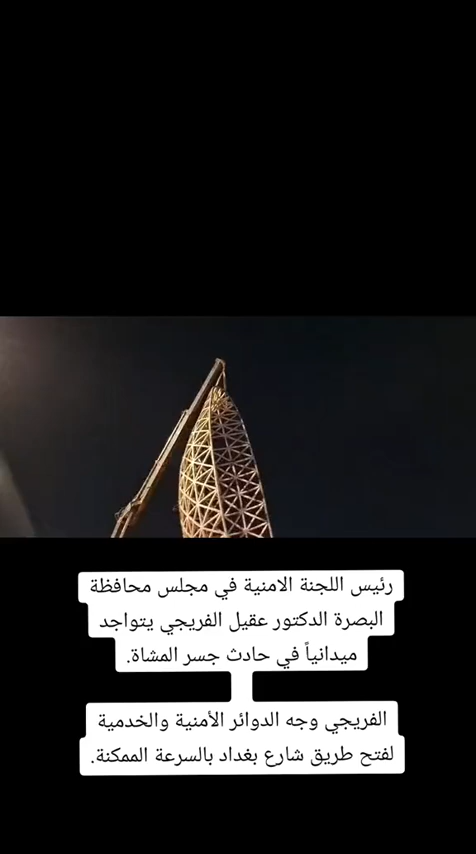 رئيس اللجنة الامنية في مجلس محافظة
البصرة الدكتور عقيل الفريجي يتواجد
ميدانياً في حادث جسر المشاة.
الفريجي وجه الدوائر الأمنية والخدمية
لفتح طريق شارع بغداد بالسرعة الممكنة.